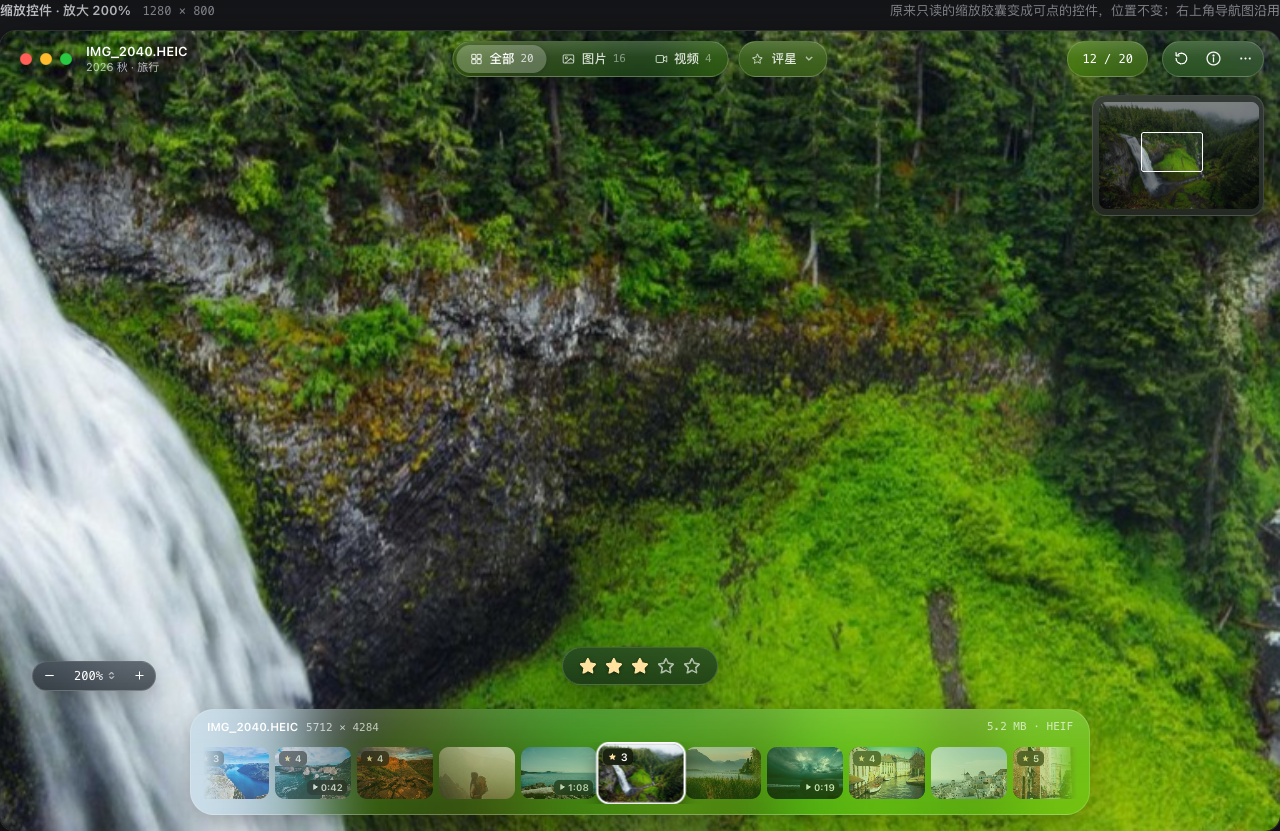 缩放控件 · 放大 200% 1280 × 800
原来只读的缩放胶囊变成可点的控件，位置不变；右上角导航图沿用
IMG_2040.HEIC
2026 秋 · 旅行
全部 20
图片 16
视频 4
评星
12 / 20
200%
IMG_2040.HEIC 5712 × 4284
5.2 MB · HEIF
3
4
0:42
4
1:08
3
0:19
4
5